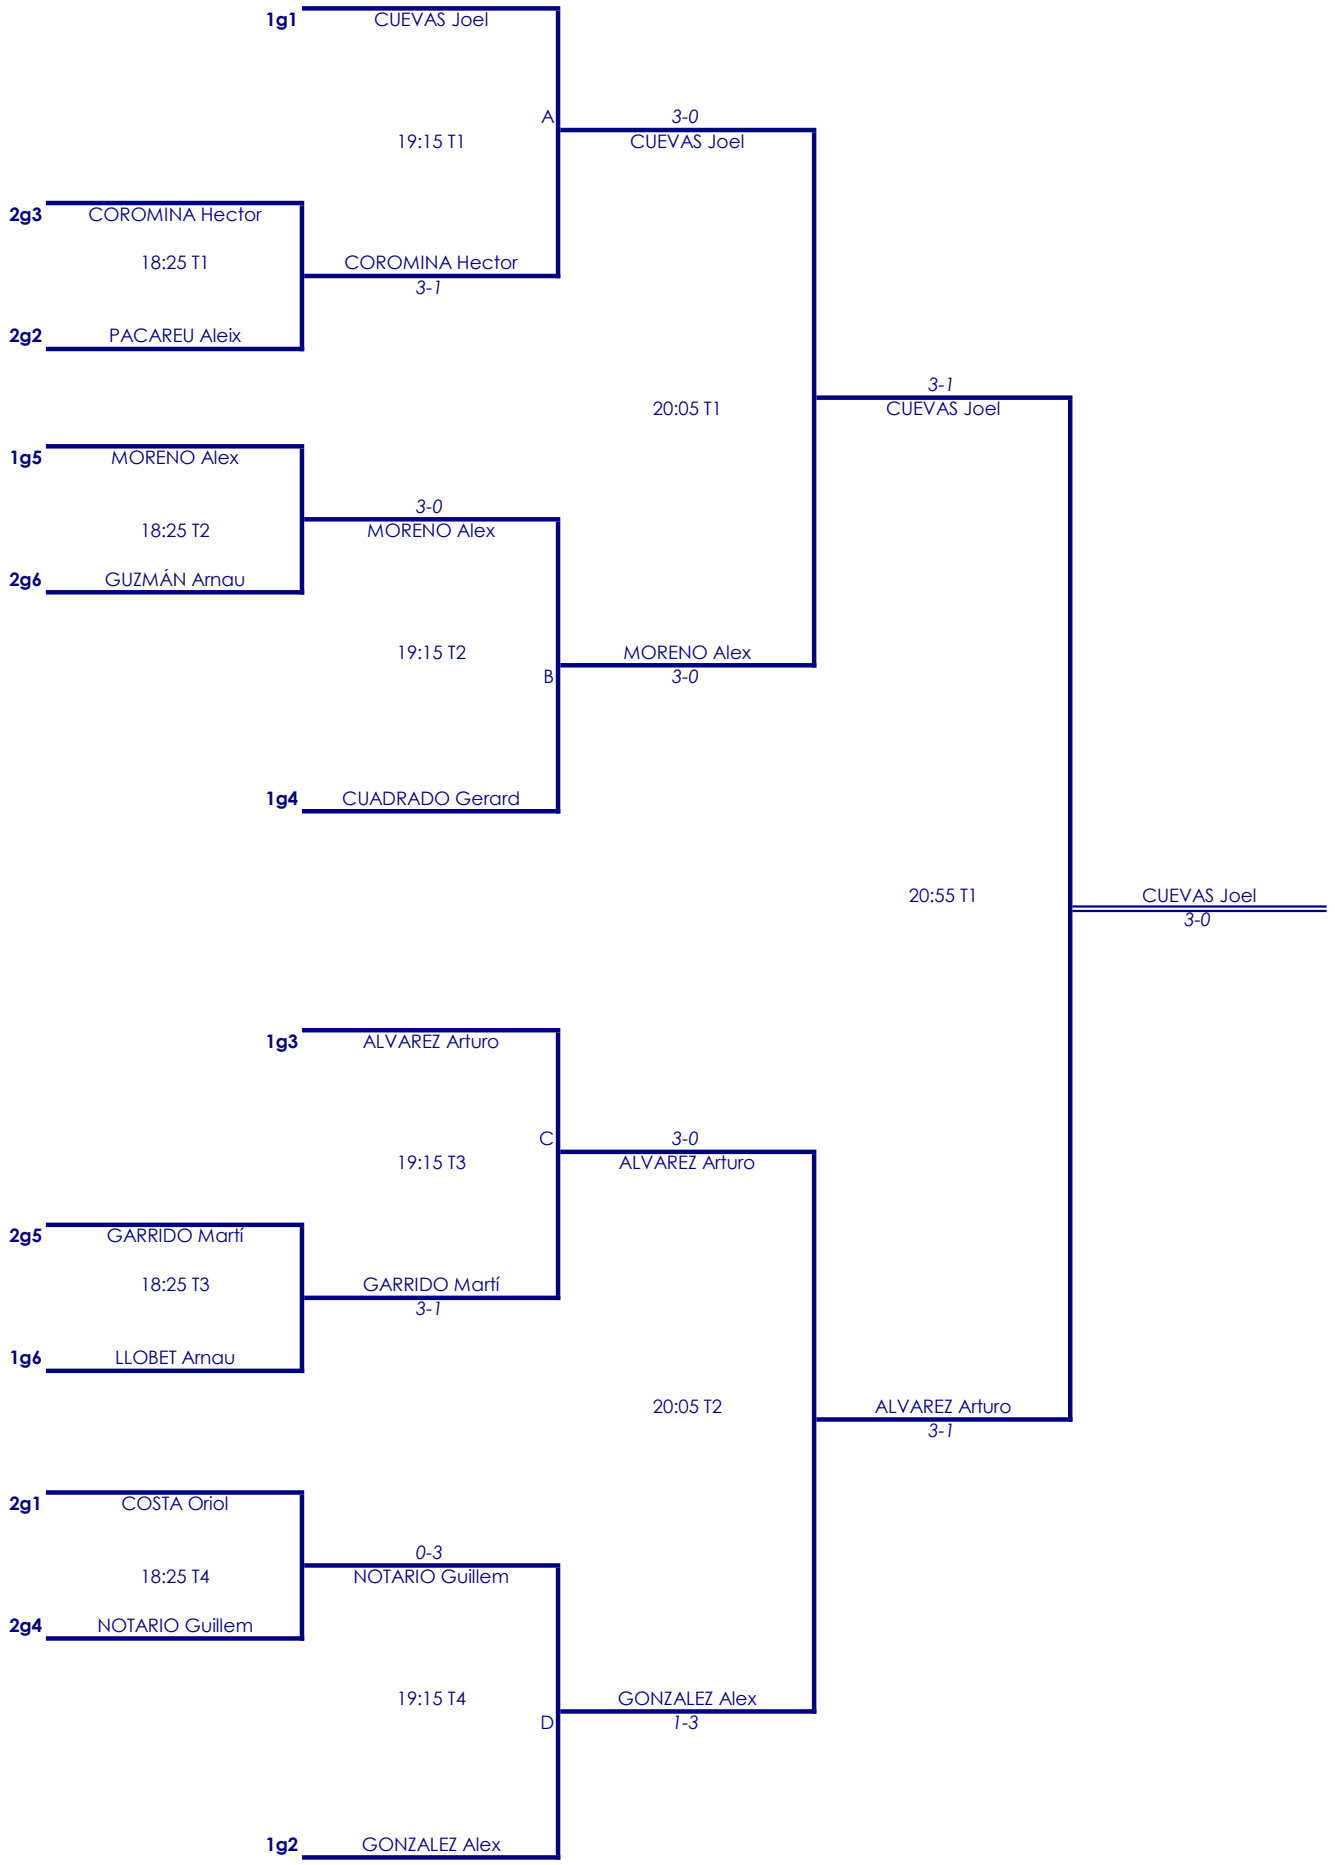 1g1 CUEVAS Joel
A 3-0
19:15 T1 CUEVAS Joel
2g3 COROMINA Hector
18:25 T1 COROMINA Hector
3-1
2g2 PACAREU Aleix
3-1
20:05 T1 CUEVAS Joel
1g5 MORENO Alex
3-0
18:25 T2 MORENO Alex
2g6 GUZMÁN Arnau
19:15 T2 MORENO Alex
B 3-0
1g4 CUADRADO Gerard
20:55 T1 CUEVAS Joel
3-0
1g3 ALVAREZ Arturo
C 3-0
19:15 T3 ALVAREZ Arturo
2g5 GARRIDO Martí
18:25 T3 GARRIDO Martí
3-1
1g6 LLOBET Arnau
20:05 T2 ALVAREZ Arturo
3-1
2g1 COSTA Oriol
0-3
18:25 T4 NOTARIO Guillem
2g4 NOTARIO Guillem
19:15 T4 GONZALEZ Alex
D 1-3
1g2 GONZALEZ Alex